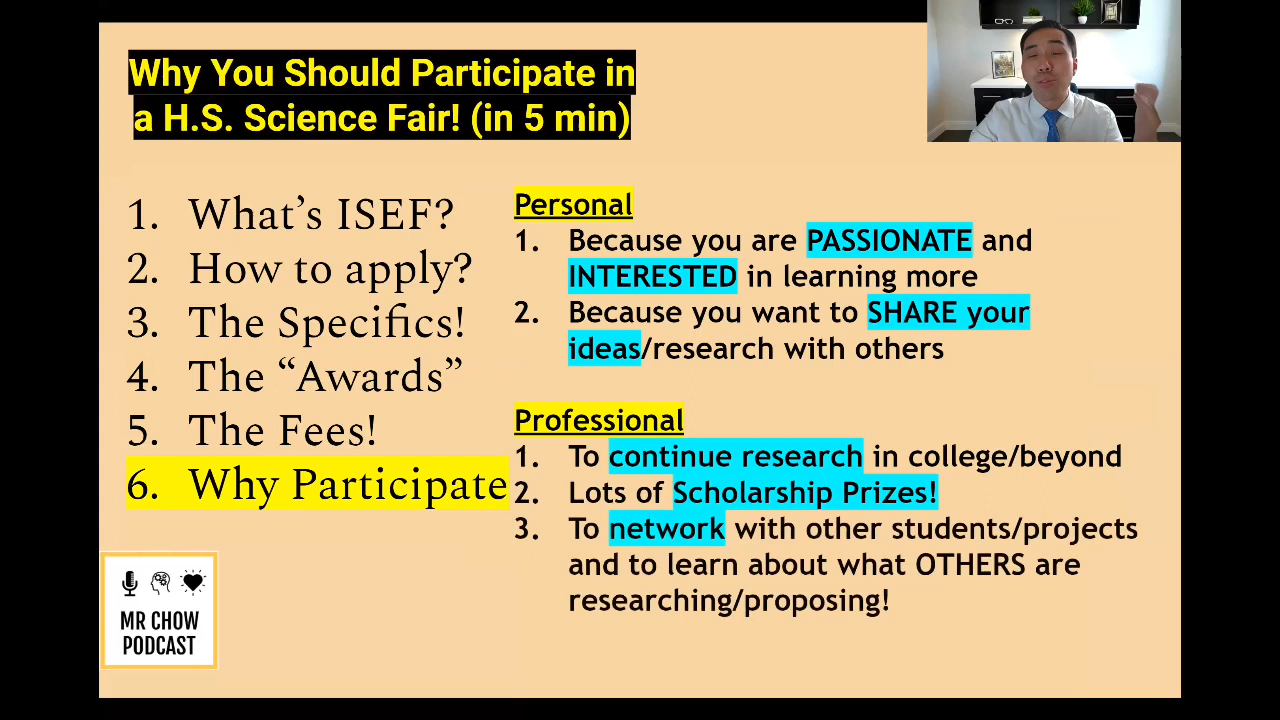 Why You Should Participate in
a H.S. Science Fair! (in 5 min)
1. What’s ISEF?
2. How to apply?
3. The Specifics!
4. The “Awards”
5. The Fees!
6. Why Participate
Personal
1. Because you are PASSIONATE and
INTERESTED in learning more
2. Because you want to SHARE your
ideas/research with others
Professional
1. To continue research in college/beyond
2. Lots of Scholarship Prizes!
3. To network with other students/projects
and to learn about what OTHERS are
researching/proposing!
MR CHOW
PODCAST